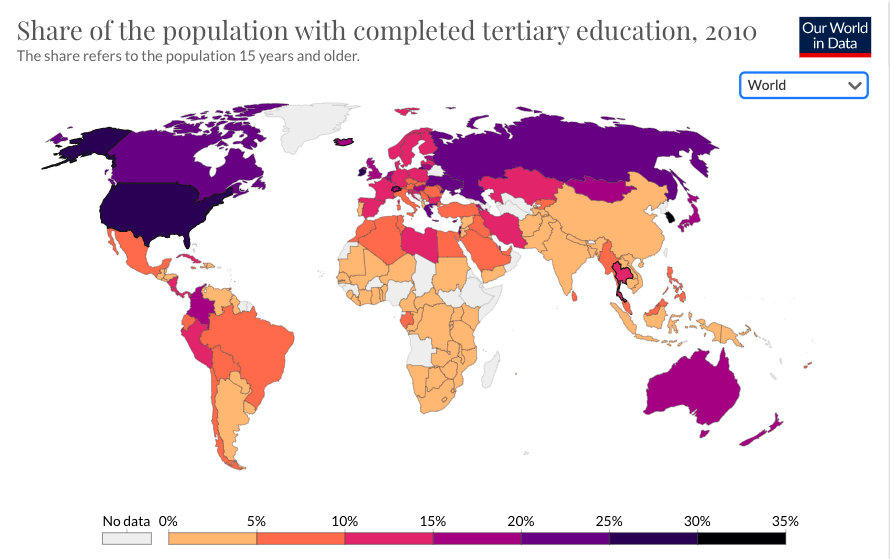 Share of the population with completed tertiary education, 2010
The share refers to the population 15 years and older.
Our World
in Data
World
No data 0% 5% 10% 15% 20% 25% 30% 35%